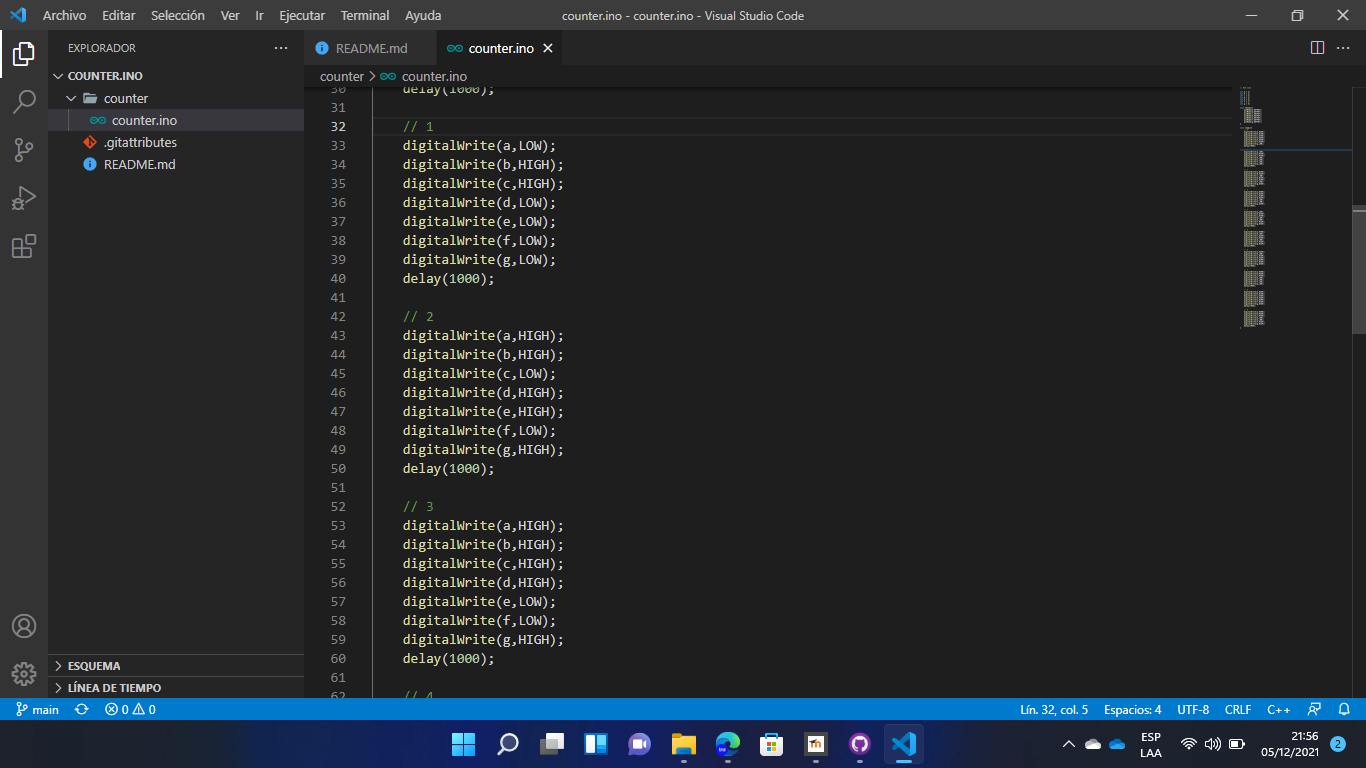 Archivo Editar Selección Ver Ir Ejecutar Terminal Ayuda
counter.ino - counter.ino - Visual Studio Code
EXPLORADOR
COUNTER.INO
counter
counter.ino
.gitattributes
README.md
ESQUEMA
LÍNEA DE TIEMPO
README.md counter.ino
counter > counter.ino
30 delay(1000);
31
32 // 1
33 digitalWrite(a,LOW);
34 digitalWrite(b,HIGH);
35 digitalWrite(c,HIGH);
36 digitalWrite(d,LOW);
37 digitalWrite(e,LOW);
38 digitalWrite(f,LOW);
39 digitalWrite(g,LOW);
40 delay(1000);
41
42 // 2
43 digitalWrite(a,HIGH);
44 digitalWrite(b,HIGH);
45 digitalWrite(c,LOW);
46 digitalWrite(d,HIGH);
47 digitalWrite(e,HIGH);
48 digitalWrite(f,LOW);
49 digitalWrite(g,HIGH);
50 delay(1000);
51
52 // 3
53 digitalWrite(a,HIGH);
54 digitalWrite(b,HIGH);
55 digitalWrite(c,HIGH);
56 digitalWrite(d,HIGH);
57 digitalWrite(e,LOW);
58 digitalWrite(f,LOW);
59 digitalWrite(g,HIGH);
60 delay(1000);
61
62 // 4
main 0 0
Lín. 32, col. 5 Espacios: 4 UTF-8 CRLF C++
ESP
LAA
21:56
05/12/2021
2